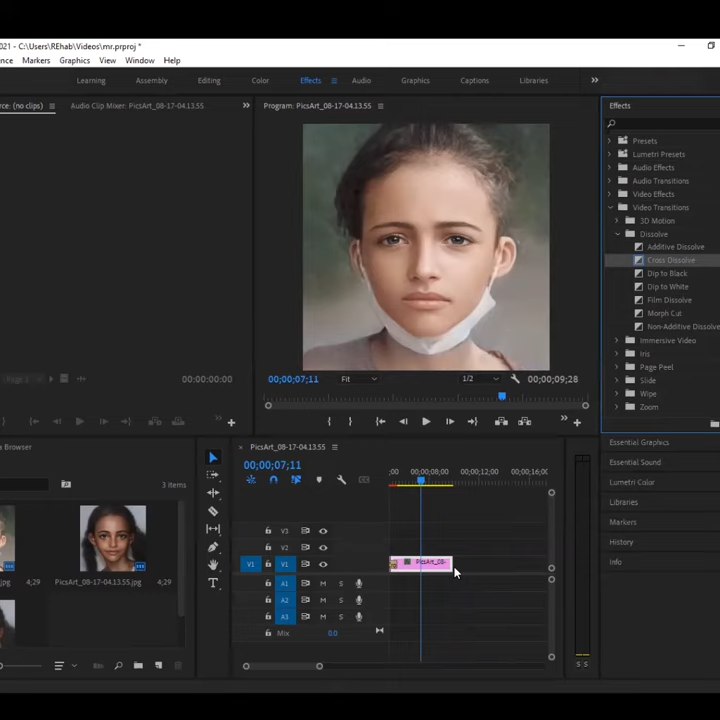 021 - C:\Users\REhab\Videos\mr.prproj *
nce Markers Graphics View Window Help
Learning Assembly Editing Color Effects Audio Graphics Captions Libraries
rce: (no clips) Audio Clip Mixer: PicsArt_08-17-04.13.55
Program: PicsArt_08-17-04.13.55
Effects
Presets
Lumetri Presets
Audio Effects
Audio Transitions
Video Effects
Video Transitions
3D Motion
Dissolve
Additive Dissolve
Cross Dissolve
Dip to Black
Dip to White
Film Dissolve
Morph Cut
Non-Additive Dissolve
Immersive Video
Iris
Page Peel
Slide
Wipe
Zoom
Page 1 00;00;00;00
00;00;07;11 Fit 1/2 00;00;09;28
Essential Graphics
Essential Sound
Lumetri Color
Libraries
Markers
History
Info
a Browser
3 items
.jpg 4;29 PicsArt_08-17-04.13.55.jpg 4;29
PicsArt_08-17-04.13.55
00;00;07;11
;00 00;00;08;00 00;00;12;00 00;00;16;0
V3
V2
V1 V1 PicsArt_08-
A1 M S
A2 M S
A3 M S
Mix 0.0
S S